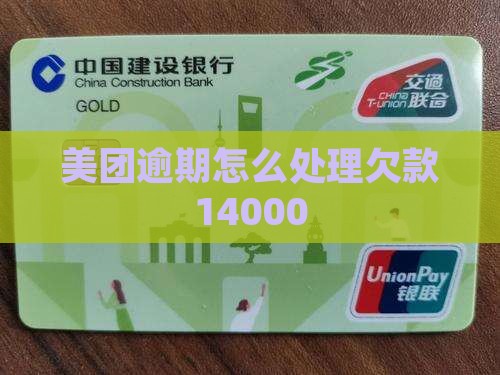 中国建设银行
China Construction Bank
GOLD
交通
CHINA 联合
T-UNION
美团逾期怎么处理欠款
14000
UnionPay
银联